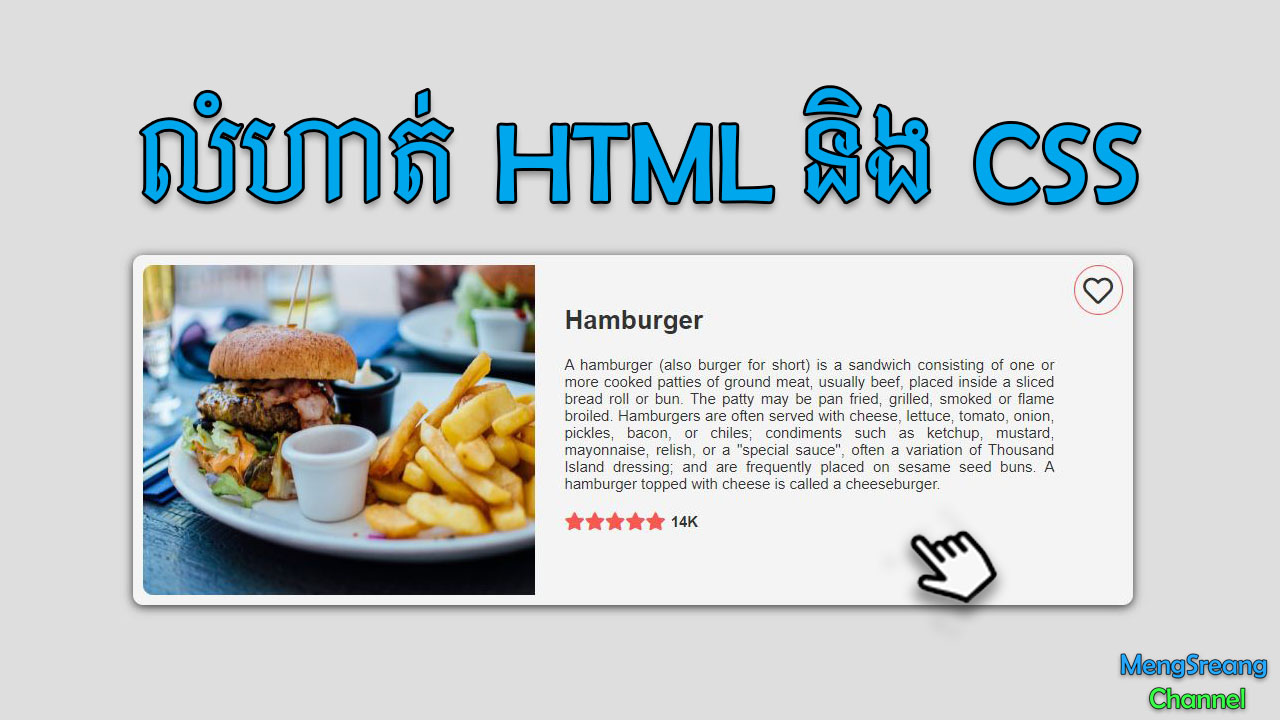 លំហាត់ HTML និង CSS
Hamburger
A hamburger (also burger for short) is a sandwich consisting of one or
more cooked patties of ground meat, usually beef, placed inside a sliced
bread roll or bun. The patty may be pan fried, grilled, smoked or flame
broiled. Hamburgers are often served with cheese, lettuce, tomato, onion,
pickles, bacon, or chiles; condiments such as ketchup, mustard,
mayonnaise, relish, or a "special sauce", often a variation of Thousand
Island dressing; and are frequently placed on sesame seed buns. A
hamburger topped with cheese is called a cheeseburger.
14K
MengSreang
Channel